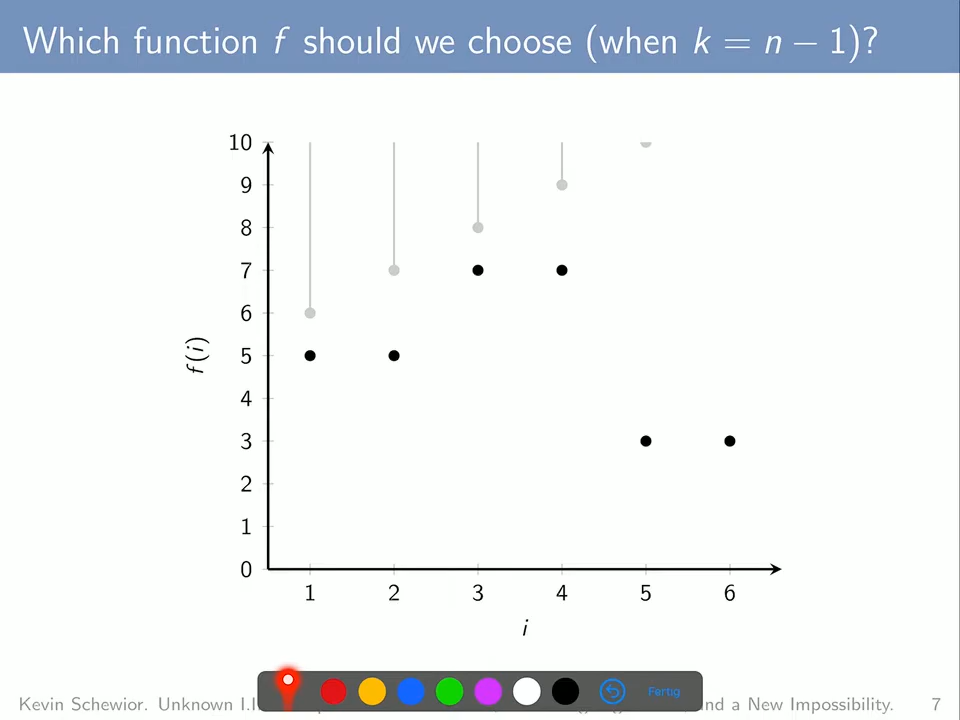 Which function f should we choose (when k = n − 1)?
10
9
8
7
6
5
4
3
2
1
0
f(i)
1 2 3 4 5 6
i
Fertig
Kevin Schewior. Unknown and a New Impossibility. 7